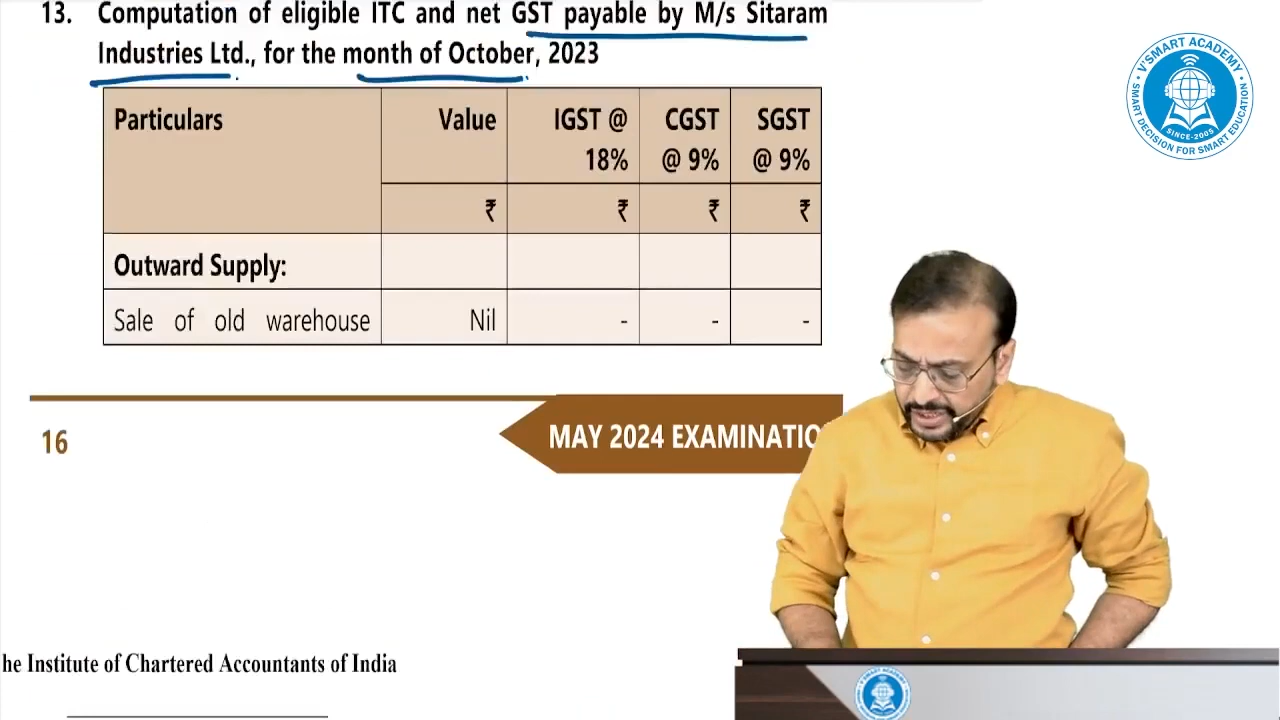 13. Computation of eligible ITC and net GST payable by M/s Sitaram
Industries Ltd., for the month of October, 2023
Particulars Value IGST @ 18% CGST @ 9% SGST @ 9%
₹ ₹ ₹ ₹
Outward Supply:
Sale of old warehouse Nil - - -
16
MAY 2024 EXAMINATIO
he Institute of Chartered Accountants of India
V'SMART ACADEMY
SMART DECISION FOR SMART EDUCATION
SINCE-2005